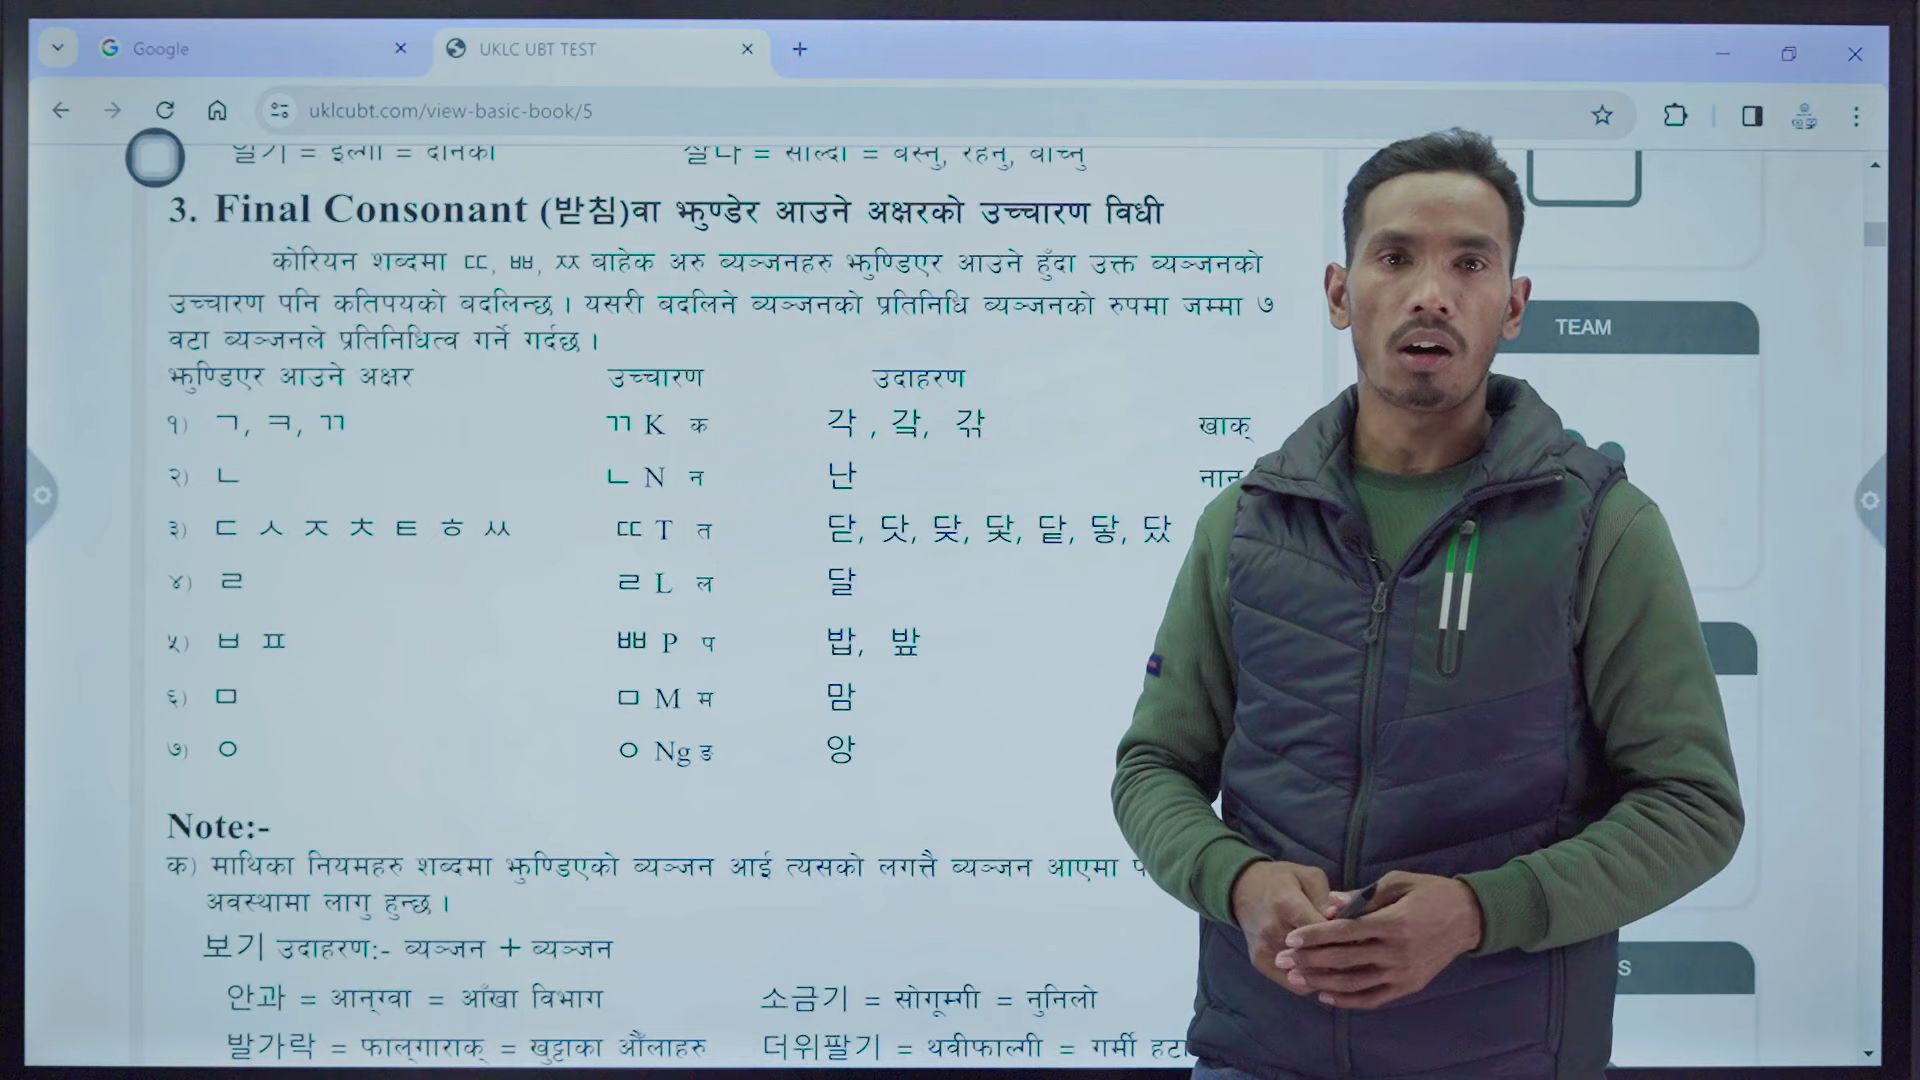 Google
UKLC UBT TEST
uklcubt.com/view-basic-book/5
= बस्नु, रहनु, बाच्नु
3. Final Consonant (받침)वा झुण्डेर आउने अक्षरको उच्चारण विधी
कोरियन शब्दमा ㄸ, ㅃ, ㅉ बाहेक अरु ब्यञ्जनहरु झुण्डिएर आउने हुँदा उक्त ब्यञ्जनको
उच्चारण पनि कतिपयको बदलिन्छ । यसरी बदलिने ब्यञ्जनको प्रतिनिधि ब्यञ्जनको रुपमा जम्मा ७
वटा ब्यञ्जनले प्रतिनिधित्व गर्ने गर्दछ ।
झुण्डिएर आउने अक्षर उच्चारण उदाहरण
१) ㄱ, ㅋ, ㄲ ㄲ K क 각 , 갘, 갂 खाक्
२) ㄴ ㄴ N न 난
३) ㄷ ㅅ ㅈ ㅊ ㅌ ㅎ ㅆ ㄸ T त 닫, 닷, 닺, 닻, 닽, 닿, 닸
४) ㄹ ㄹ L ल 달
५) ㅂ ㅍ ㅃ P प 밥, 밮
६) ㅁ ㅁ M म 맘
७) ㅇ ㅇ Ng ङ 앙
Note:-
क) माथिका नियमहरु शब्दमा झुण्डिएको ब्यञ्जन आई त्यसको लगत्तै ब्यञ्जन आएमा
अवस्थामा लागु हुन्छ ।
보기 उदाहरण:- ब्यञ्जन + ब्यञ्जन
안과 = आन्ग्वा = आँखा विभाग 소금기 = सोगूम्गी = नुनिलो
발가락 = फाल्गाराक् = खुट्टाका औँलाहरु 더위팔기 = थवीफाल्गी = गर्मी
TEAM